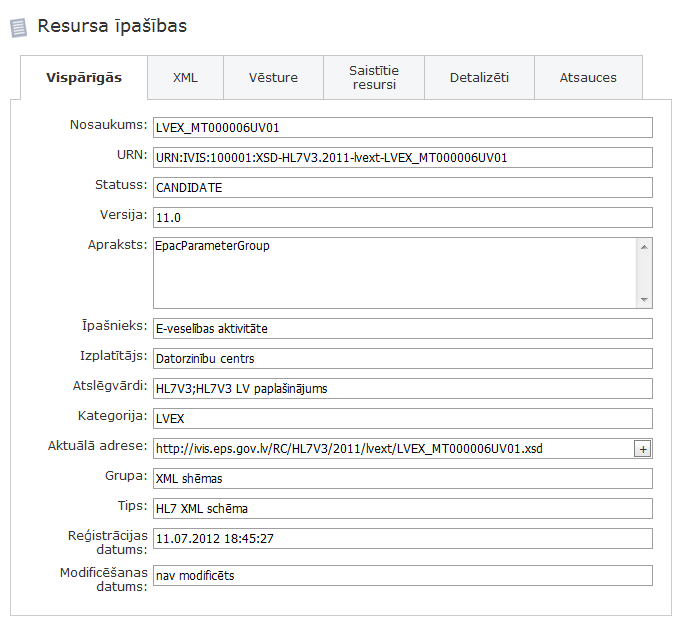 Resursa īpašības
Vispārīgās
XML
Vēsture
Saistītie
resursi
Detalizēti
Atsauces
Nosaukums: LVEX_MT000006UV01
URN: URN:IVIS:100001:XSD-HL7V3.2011-lvext-LVEX_MT000006UV01
Statuss: CANDIDATE
Versija: 11.0
Apraksts: EpacParameterGroup
Īpašnieks: E-veselības aktivitāte
Izplatītājs: Datorzinību centrs
Atslēgvārdi: HL7V3;HL7V3 LV paplašinājums
Kategorija: LVEX
Aktuālā adrese: http://ivis.eps.gov.lv/RC/HL7V3/2011/lvext/LVEX_MT000006UV01.xsd +
Grupa: XML shēmas
Tips: HL7 XML schēma
Reģistrācijas
datums: 11.07.2012 18:45:27
Modificēšanas
datums: nav modificēts